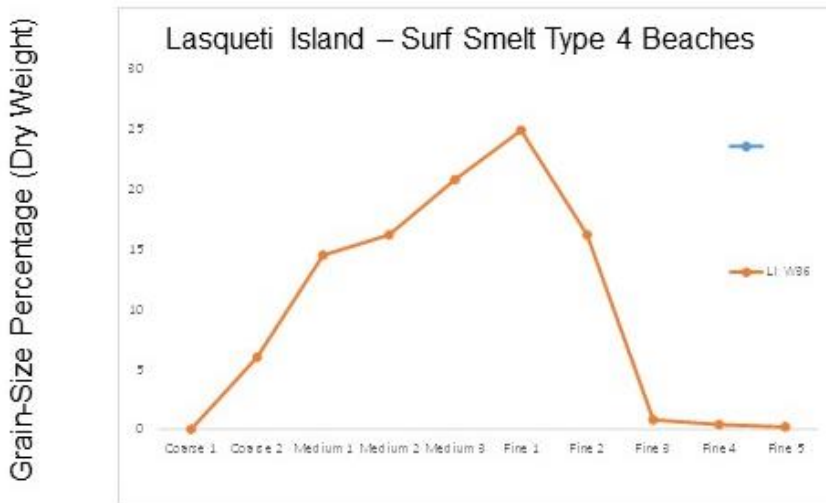 Lasqueti Island – Surf Smelt Type 4 Beaches
Grain-Size Percentage (Dry Weight)
30
25
20
15
10
5
0
Coarse 1 Coarse 2 Medium 1 Medium 2 Medium 3 Fine 1 Fine 2 Fine 3 Fine 4 Fine 5